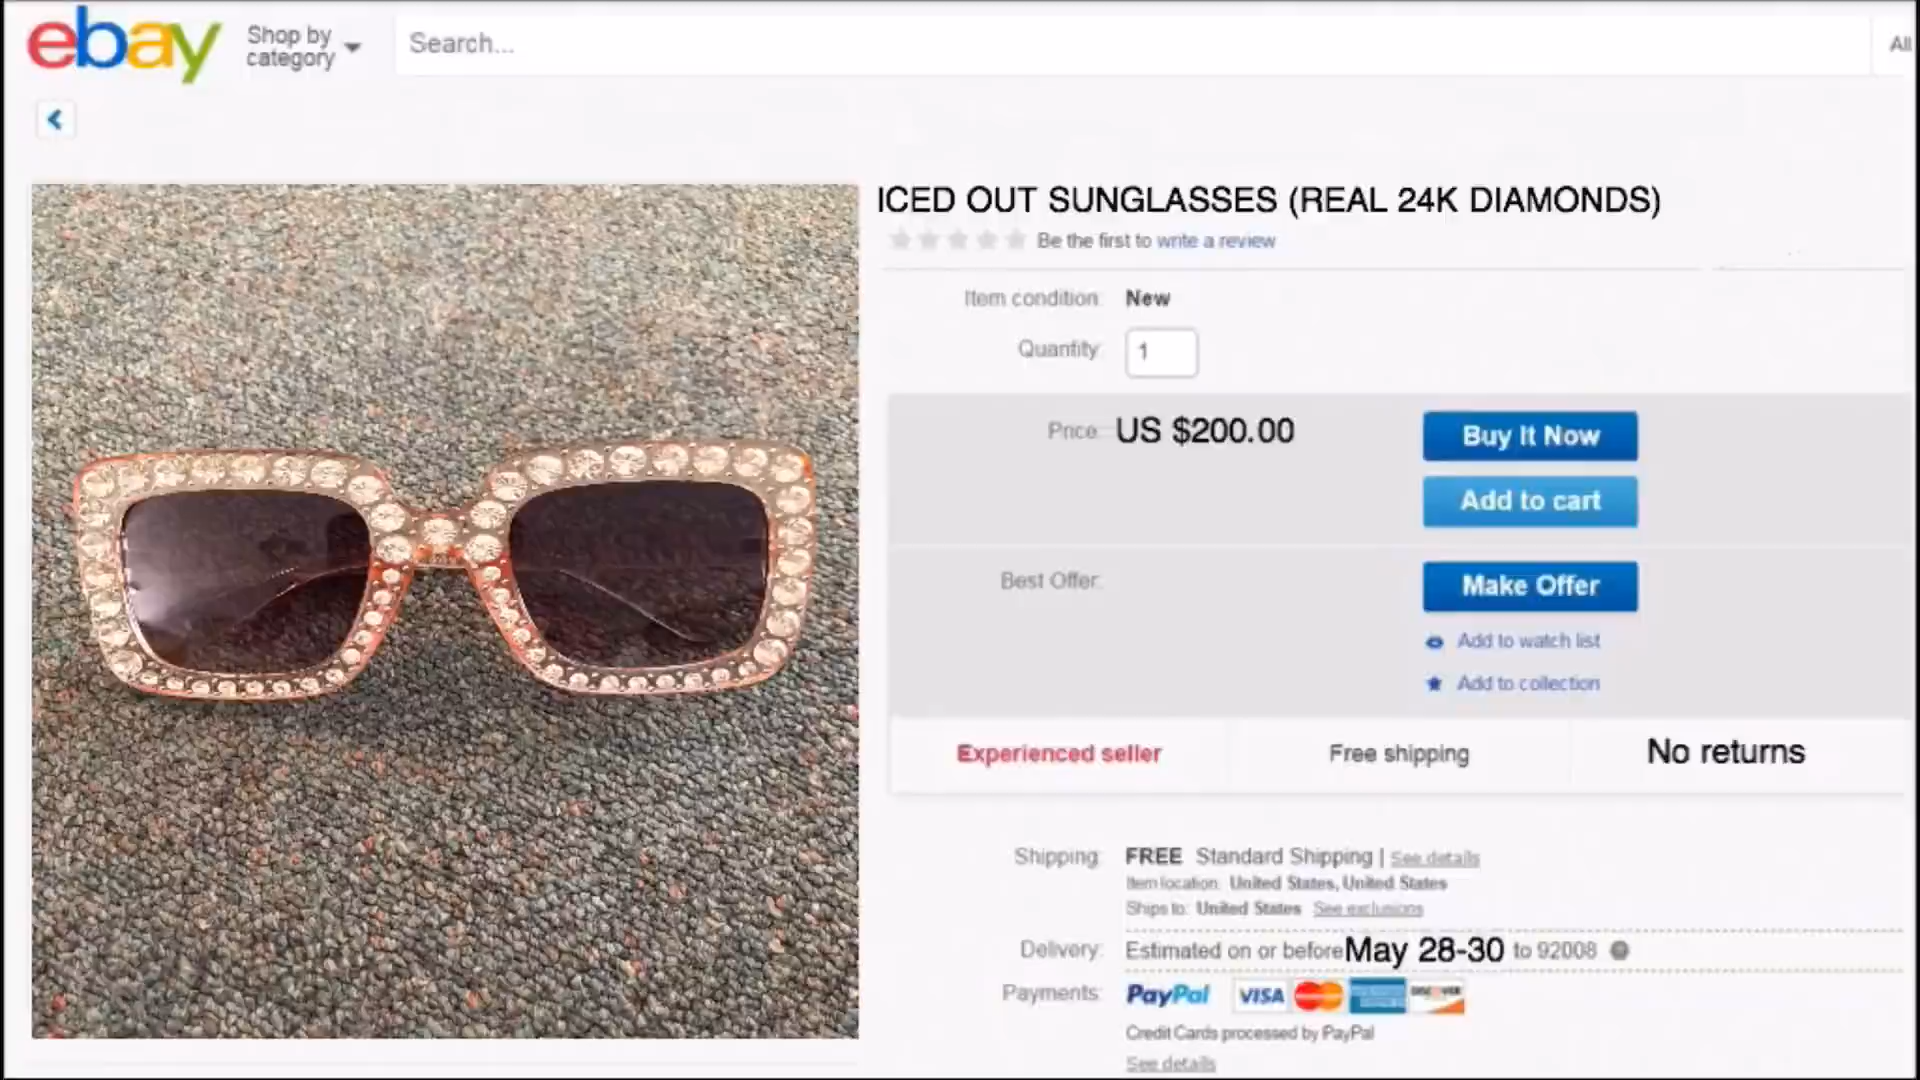 ebay
Shop by
category
Search...
All
ICED OUT SUNGLASSES (REAL 24K DIAMONDS)
Be the first to write a review
Item condition: New
Quantity: 1
Price: US $200.00
Buy It Now
Add to cart
Best Offer:
Make Offer
Add to watch list
Add to collection
Experienced seller
Free shipping
No returns
Shipping: FREE Standard Shipping | See details
Item location: United States, United States
Ships to: United States See exclusions
Delivery: Estimated on or before May 28-30 to 92008
Payments: PayPal VISA AMERICAN EXPRESS DISCOVER
Credit Cards processed by PayPal
See details